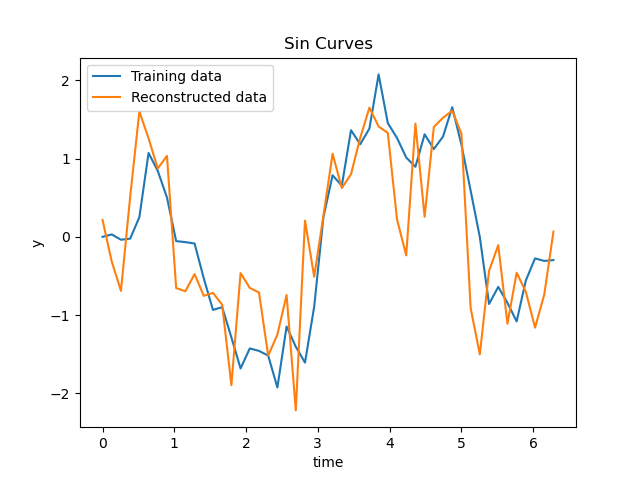 Sin Curves
Training data
Reconstructed data
2
1
0
−1
−2
y
0 1 2 3 4 5 6
time